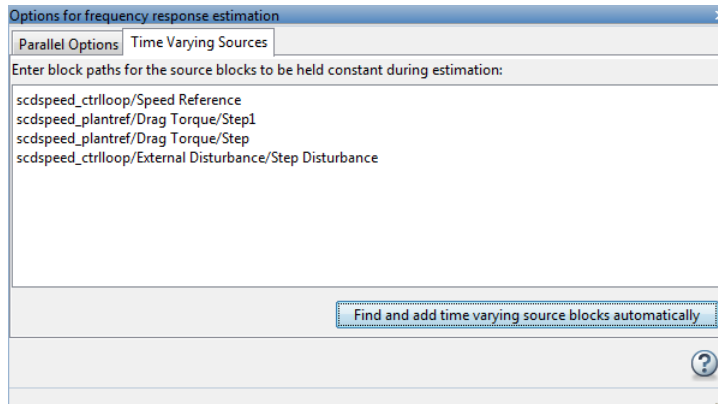 Options for frequency response estimation
Parallel Options Time Varying Sources
Enter block paths for the source blocks to be held constant during estimation:
scdspeed_ctrlloop/Speed Reference
scdspeed_plantref/Drag Torque/Step1
scdspeed_plantref/Drag Torque/Step
scdspeed_ctrlloop/External Disturbance/Step Disturbance
Find and add time varying source blocks automatically
?